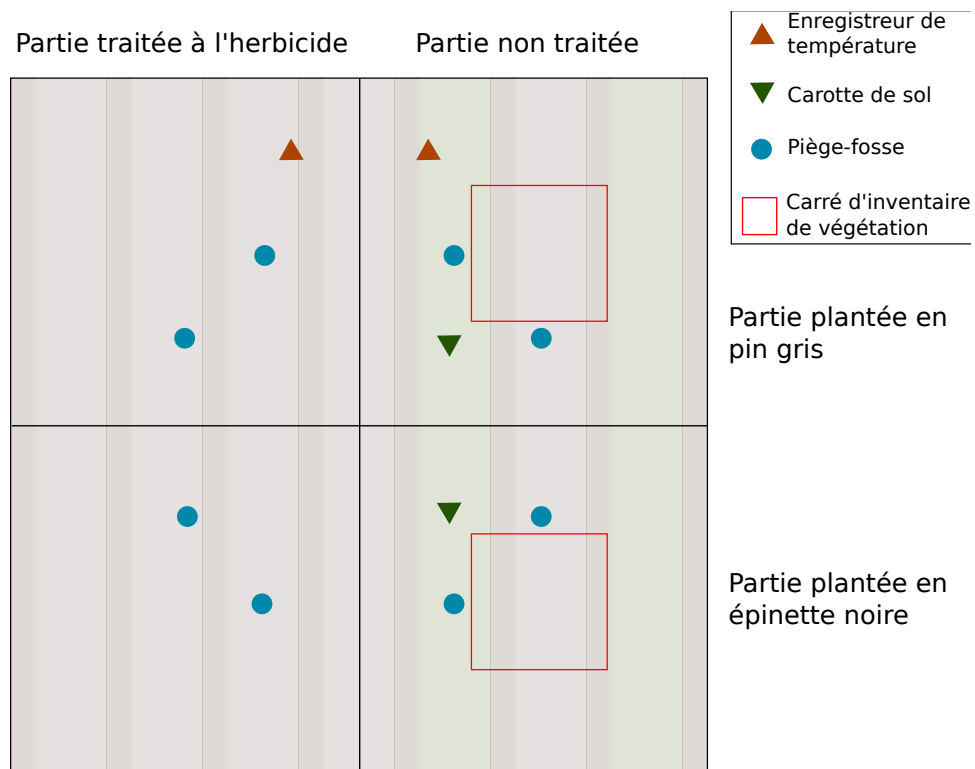 Partie traitée à l'herbicide
Partie non traitée
Enregistreur de
température
Carotte de sol
Piège-fosse
Carré d'inventaire
de végétation
Partie plantée en
pin gris
Partie plantée en
épinette noire